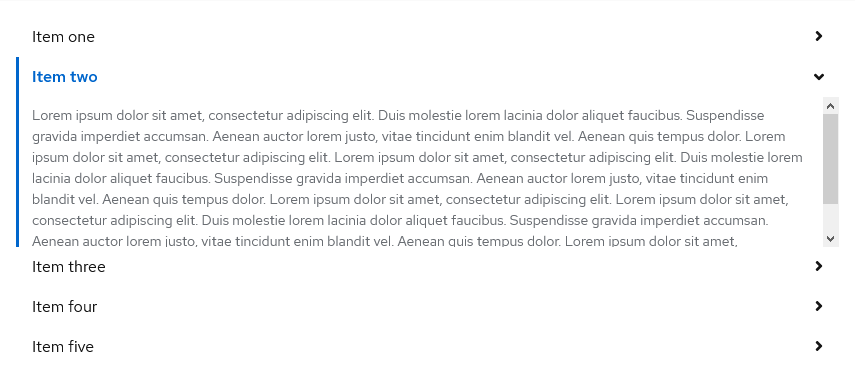 Item one
Item two
Lorem ipsum dolor sit amet, consectetur adipiscing elit. Duis molestie lorem lacinia dolor aliquet faucibus. Suspendisse
gravida imperdiet accumsan. Aenean auctor lorem justo, vitae tincidunt enim blandit vel. Aenean quis tempus dolor. Lorem
ipsum dolor sit amet, consectetur adipiscing elit. Lorem ipsum dolor sit amet, consectetur adipiscing elit. Duis molestie lorem
lacinia dolor aliquet faucibus. Suspendisse gravida imperdiet accumsan. Aenean auctor lorem justo, vitae tincidunt enim
blandit vel. Aenean quis tempus dolor. Lorem ipsum dolor sit amet, consectetur adipiscing elit. Lorem ipsum dolor sit amet,
consectetur adipiscing elit. Duis molestie lorem lacinia dolor aliquet faucibus. Suspendisse gravida imperdiet accumsan.
Aenean auctor lorem justo, vitae tincidunt enim blandit vel. Aenean quis tempus dolor. Lorem ipsum dolor sit amet,
Item three
Item four
Item five